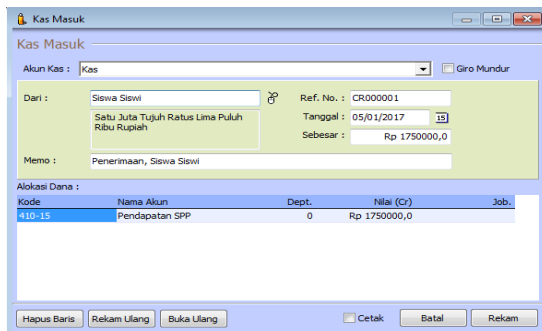 Kas Masuk
Kas Masuk
Akun Kas : Kas Giro Mundur
Dari : Siswa Siswi Ref. No. : CR000001
Satu Juta Tujuh Ratus Lima Puluh Tanggal : 05/01/2017 15
Ribu Rupiah
Sebesar : Rp 1750000,0
Memo : Penerimaan, Siswa Siswi
Alokasi Dana :
Kode Nama Akun Dept. Nilai (Cr) Job.
410-15 Pendapatan SPP 0 Rp 1750000,0
Hapus Baris Rekam Ulang Buka Ulang Cetak Batal Rekam